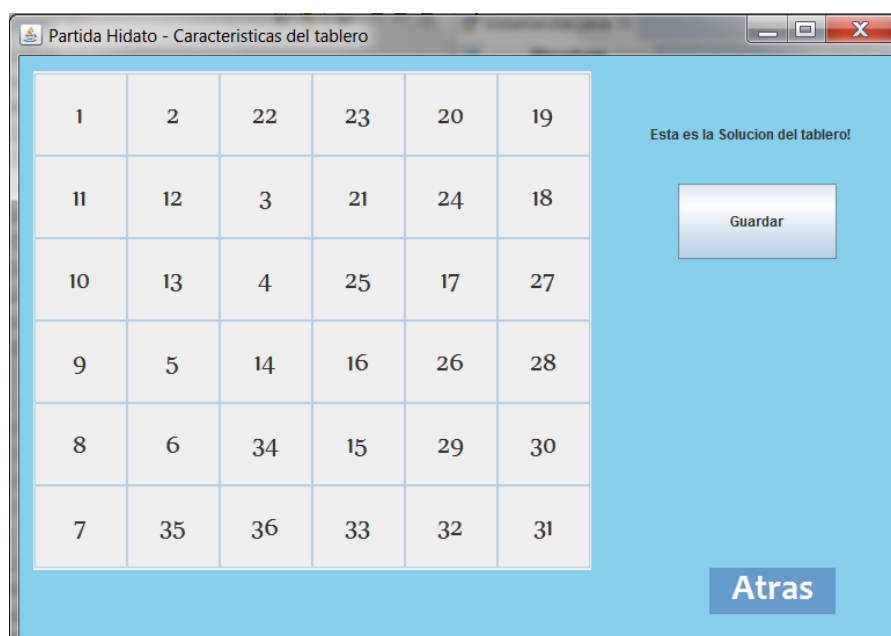 Partida Hidato - Caracteristicas del tablero
1 2 22 23 20 19
Esta es la Solucion del tablero!
11 12 3 21 24 18
Guardar
10 13 4 25 17 27
9 5 14 16 26 28
8 6 34 15 29 30
7 35 36 33 32 31
Atras